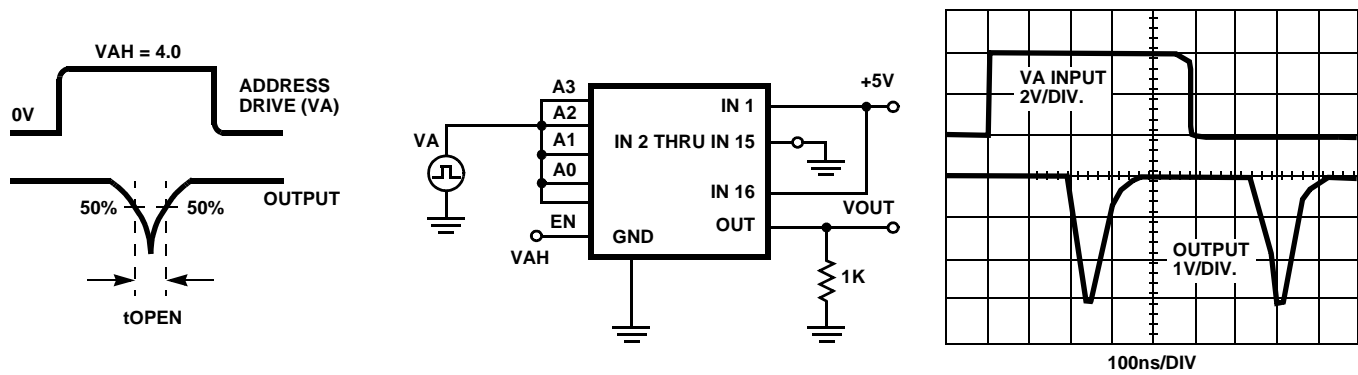 VAH = 4.0
0V
ADDRESS
DRIVE (VA)
50%
50%
OUTPUT
tOPEN
VA
A3
A2
A1
A0
EN
VAH
GND
IN 1
IN 2 THRU IN 15
IN 16
OUT
+5V
VOUT
1K
VA INPUT
2V/DIV.
OUTPUT
1V/DIV.
100ns/DIV